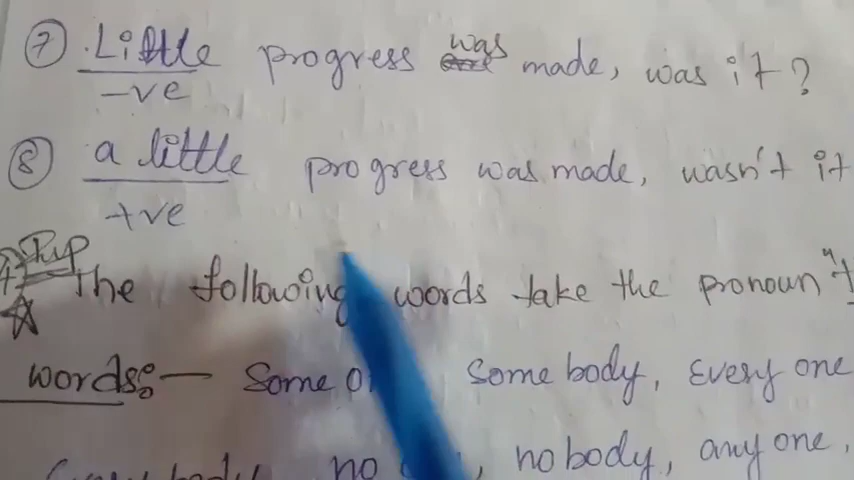 ⑦ Little progress was made, was it?
-ve
⑧ a little progress was made, wasn't it
+ve
The following words take the pronoun "
words:- Some Some body, Every one
body, no , nobody, any one,